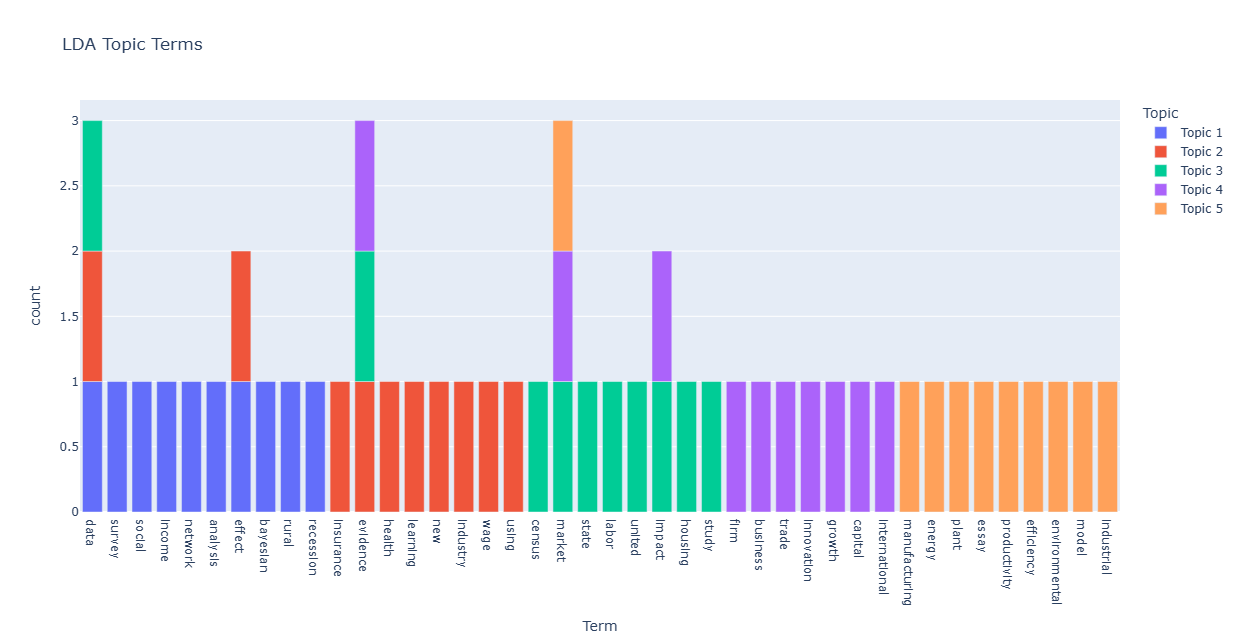 LDA Topic Terms
Topic
Topic 1
Topic 2
Topic 3
Topic 4
Topic 5
count
3
2.5
2
1.5
1
0.5
0
data
survey
social
income
network
analysis
effect
bayesian
rural
recession
insurance
evidence
health
learning
new
industry
wage
using
census
market
state
labor
united
impact
housing
study
firm
business
trade
innovation
growth
capital
international
manufacturing
energy
plant
essay
productivity
efficiency
environmental
model
industrial
Term